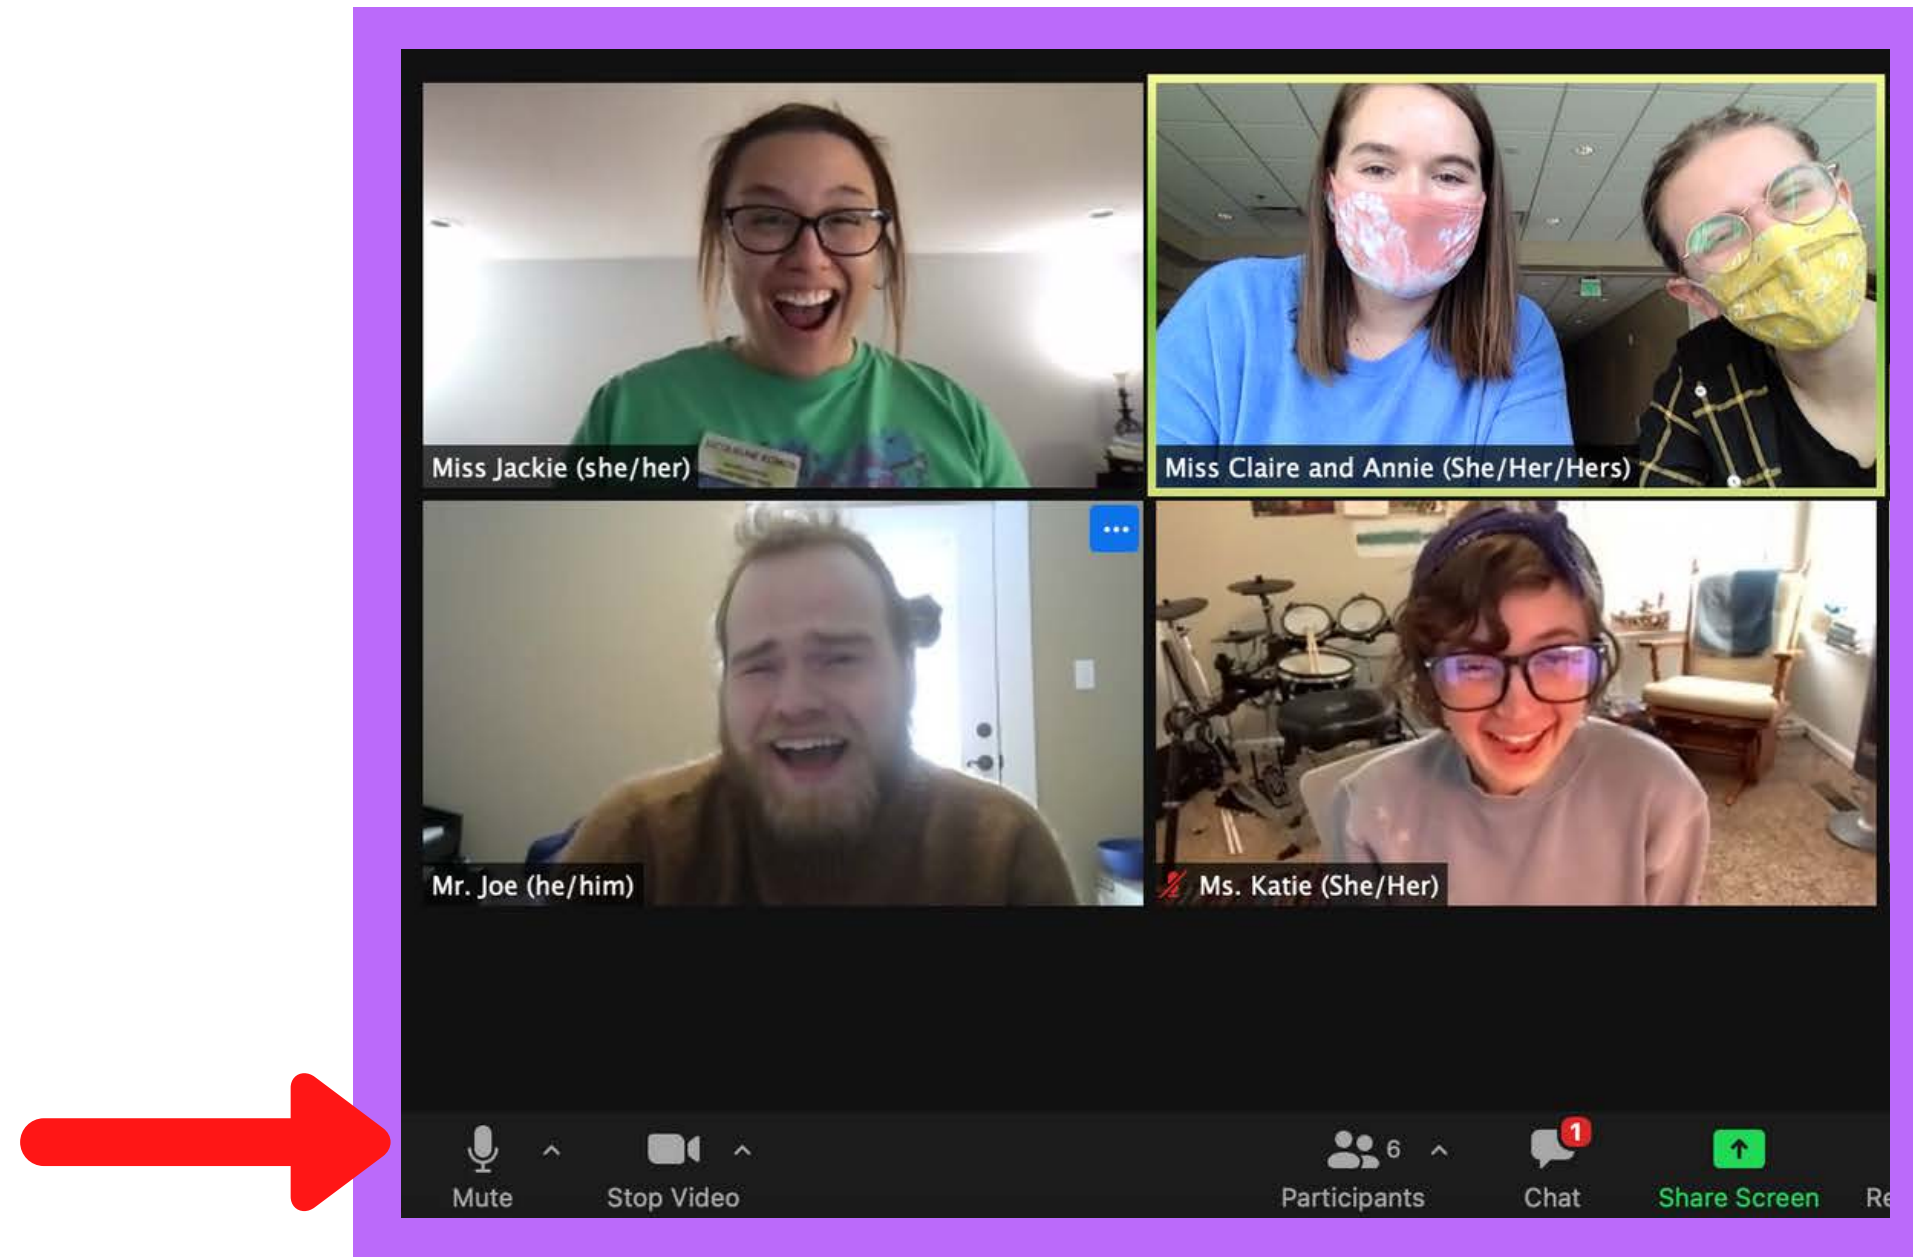 Miss Jackie (she/her)
Miss Claire and Annie (She/Her/Hers)
Mr. Joe (he/him)
Ms. Katie (She/Her)
6
1
Mute
Stop Video
Participants
Chat
Share Screen
Re